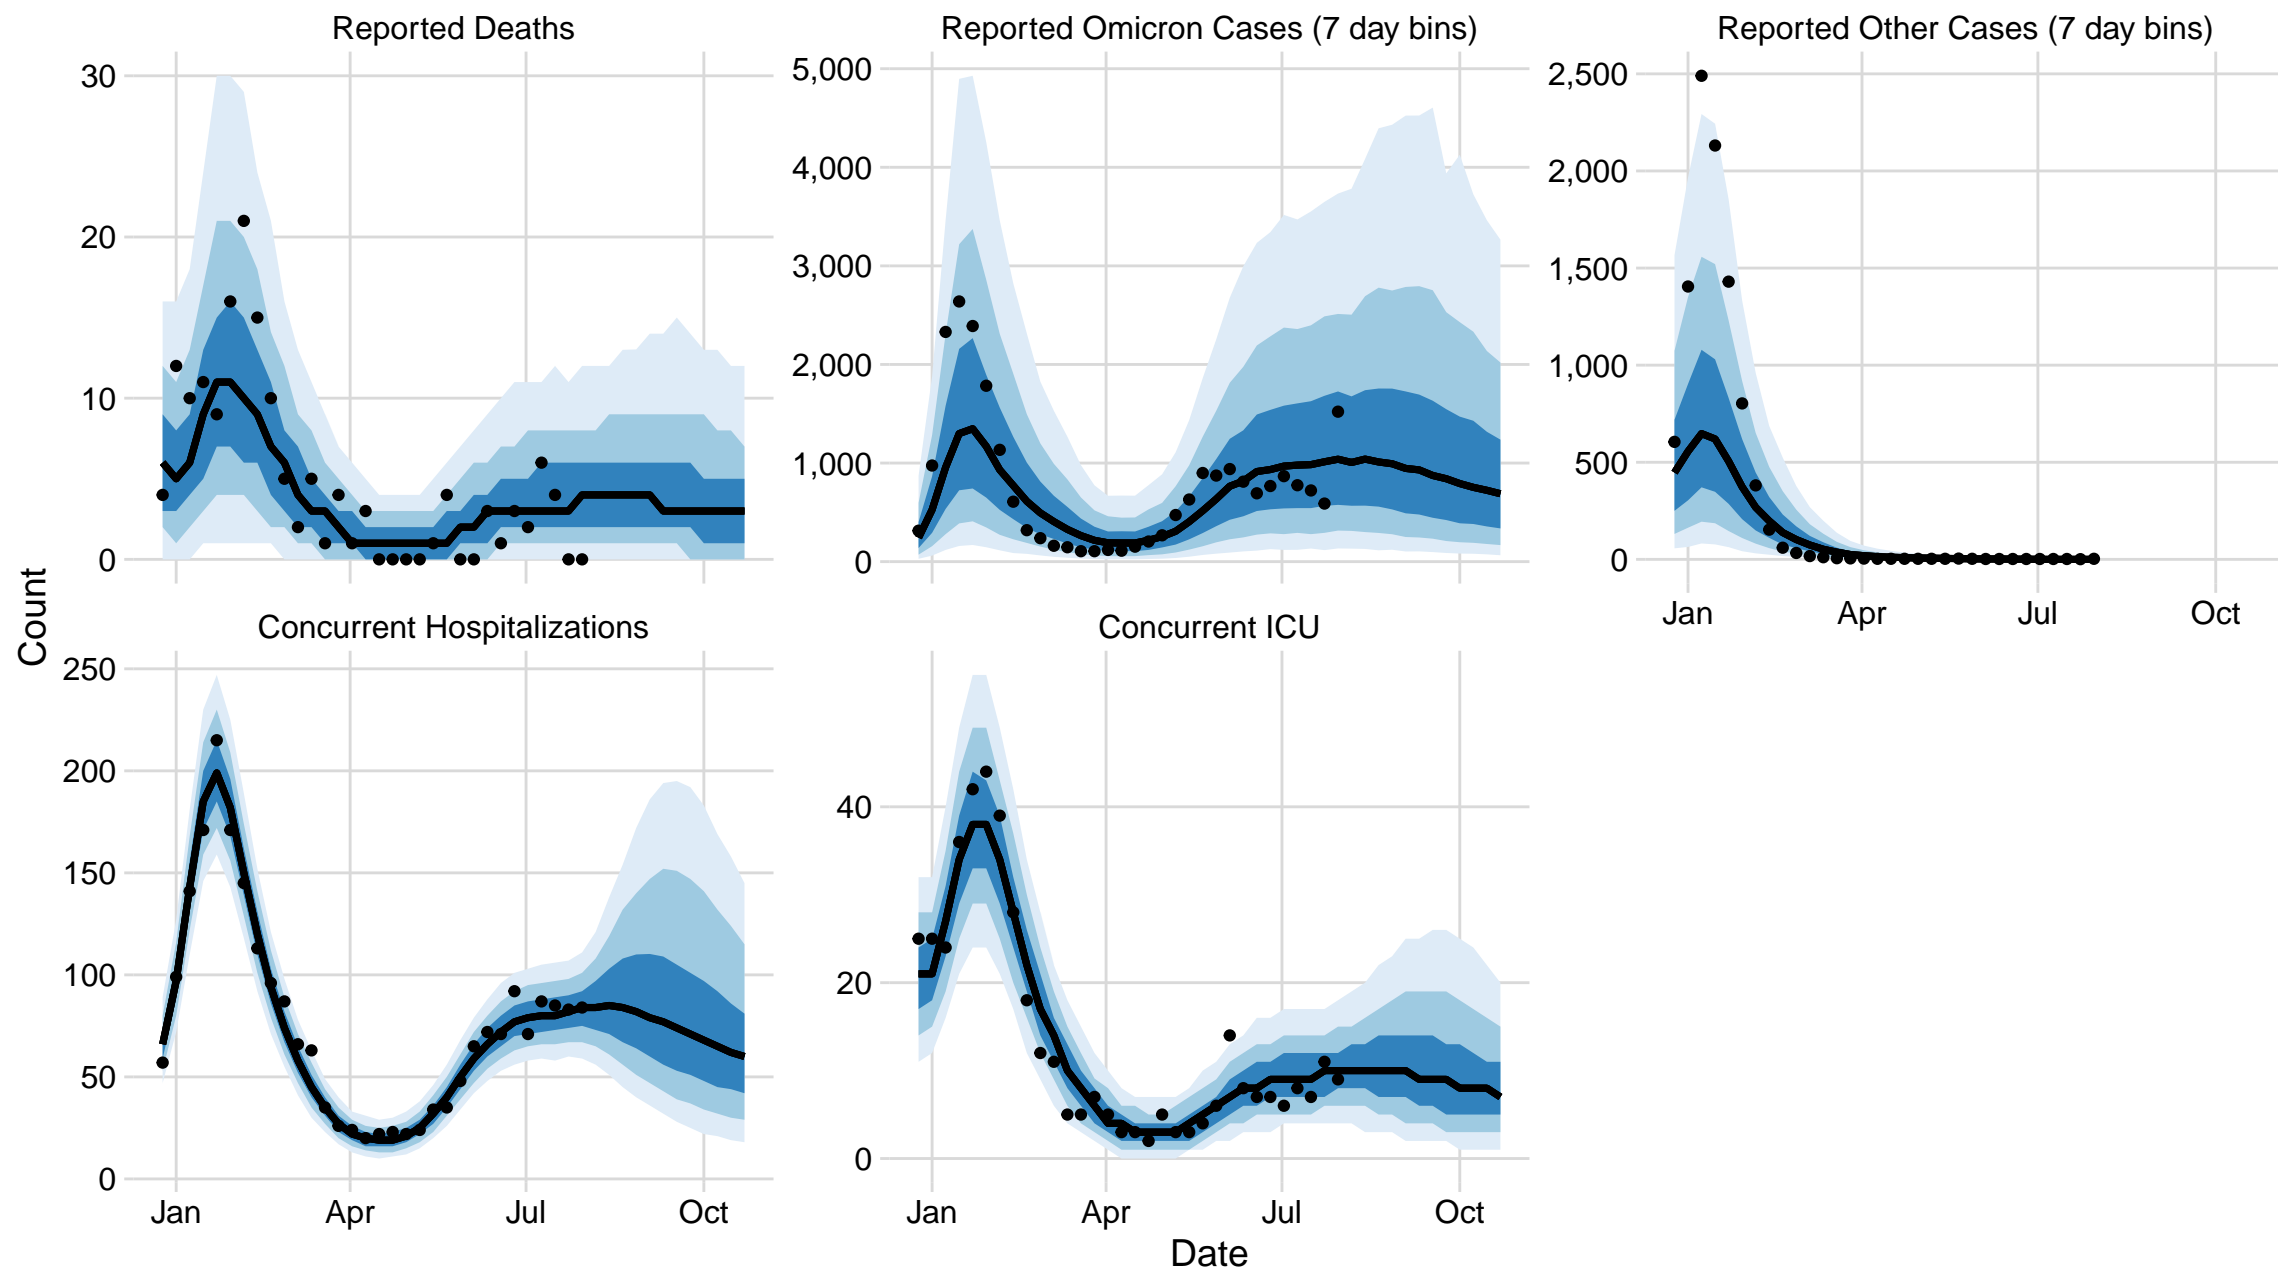 Reported Deaths
30
20
10
0
Reported Omicron Cases (7 day bins)
5,000
4,000
3,000
2,000
1,000
0
Reported Other Cases (7 day bins)
2,500
2,000
1,500
1,000
500
0
Jan Apr Jul Oct
Count
Concurrent Hospitalizations
250
200
150
100
50
0
Jan Apr Jul Oct
Concurrent ICU
40
20
0
Jan Apr Jul Oct
Date